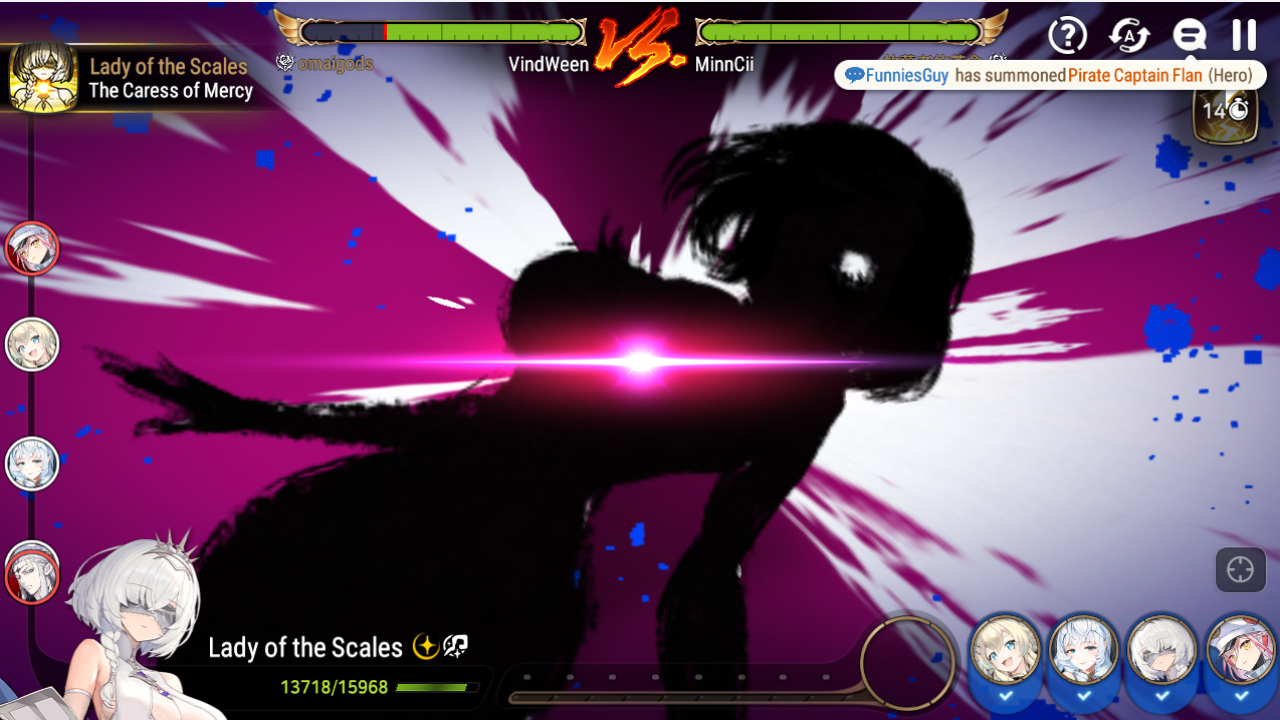 Lady of the Scales
The Caress of Mercy
omaigods
VindWeen
VS.
MinnCii
A
?
FunniesGuy has summoned Pirate Captain Flan (Hero)
14
Lady of the Scales
13718/15968